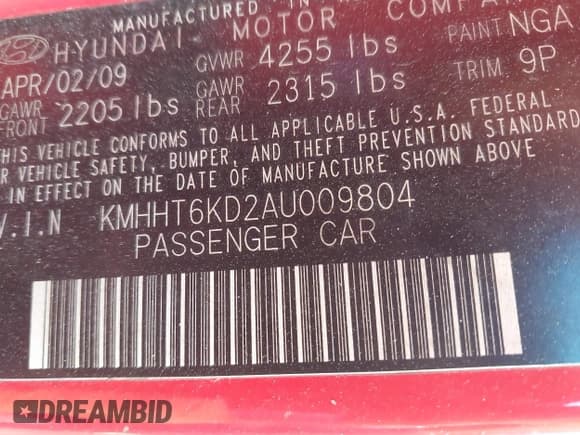 MANUFACTURED
HYUNDAI MOTOR COMPAN
APR/02/09 GVWR 4255 lbs PAINT NGA
GAWR FRONT 2205 lbs GAWR REAR 2315 lbs TRIM 9P
THIS VEHICLE CONFORMS TO ALL APPLICABLE U.S.A. FEDERAL
VEHICLE SAFETY, BUMPER, AND THEFT PREVENTION STANDARD
IN EFFECT ON THE DATE OF MANUFACTURE SHOWN ABOVE
V.I.N KMHHT6KD2AU009804
PASSENGER CAR
DREAMBID